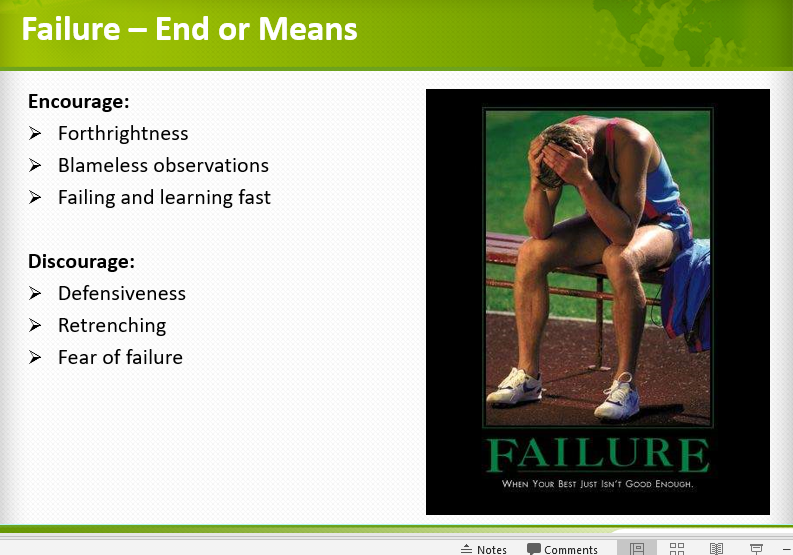 Failure – End or Means
Encourage:
Forthrightness
Blameless observations
Failing and learning fast
Discourage:
Defensiveness
Retrenching
Fear of failure
FAILURE
WHEN YOUR BEST JUST ISN'T GOOD ENOUGH.
Notes
Comments